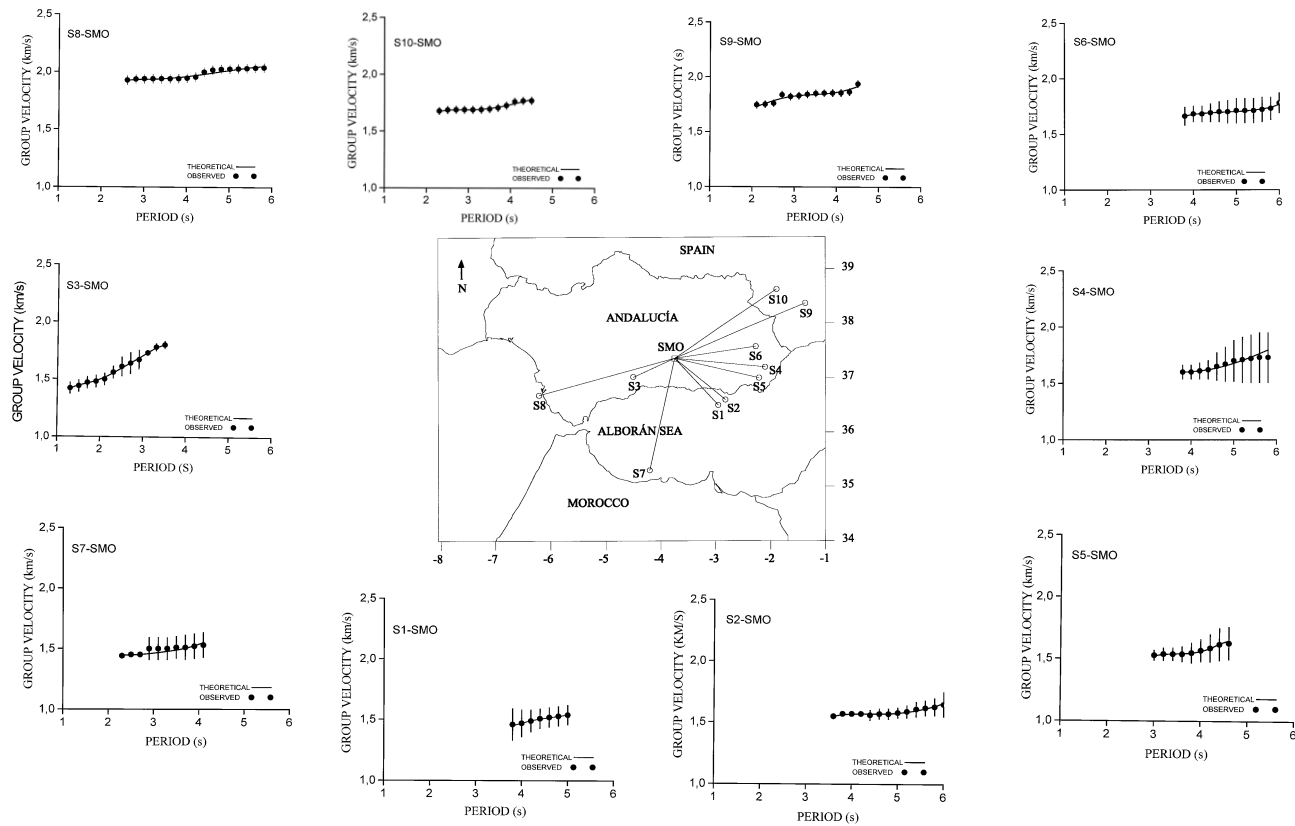 S8-SMO
GROUP VELOCITY (km/s)
2,5
2,0
1,5
1,0
THEORETICAL
OBSERVED
1 2 3 4 5 6
PERIOD (s)
S10-SMO
GROUP VELOCITY (km/s)
2,5
2,0
1,5
1,0
THEORETICAL
OBSERVED
1 2 3 4 5 6
PERIOD (s)
S9-SMO
GROUP VELOCITY (s)
2,5
2,0
1,5
1,0
THEORETICAL
OBSERVED
1 2 3 4 5 6
PERIOD (s)
S6-SMO
GROUP VELOCITY (km/s)
2,5
2,0
1,5
1,0
THEORETICAL
OBSERVED
1 2 3 4 5 6
PERIOD (s)
S3-SMO
GROUP VELOCITY (km/s)
2,5
2,0
1,5
1,0
THEORETICAL
OBSERVED
1 2 3 4 5 6
PERIOD (S)
SPAIN
N
S10
S9
ANDALUCÍA
SMO
S6
S4
S3
S5
S8
S2
S1
ALBORÁN SEA
S7
MOROCCO
39
38
37
36
35
34
-8 -7 -6 -5 -4 -3 -2 -1
S4-SMO
GROUP VELOCITY (km/s)
2,5
2,0
1,5
1,0
THEORETICAL
OBSERVED
1 2 3 4 5 6
PERIOD (s)
S7-SMO
GROUP VELOCITY (km/s)
2,5
2,0
1,5
1,0
THEORETICAL
OBSERVED
1 2 3 4 5 6
PERIOD (s)
S1-SMO
GROUP VELOCITY (km/s)
2,5
2,0
1,5
1,0
THEORETICAL
OBSERVED
1 2 3 4 5 6
PERIOD (s)
S2-SMO
GROUP VELOCITY (KM/S)
2,5
2,0
1,5
1,0
THEORETICAL
OBSERVED
1 2 3 4 5 6
PERIOD (s)
S5-SMO
GROUP VELOCITY (km/s)
2,5
2,0
1,5
1,0
THEORETICAL
OBSERVED
1 2 3 4 5 6
PERIOD (s)